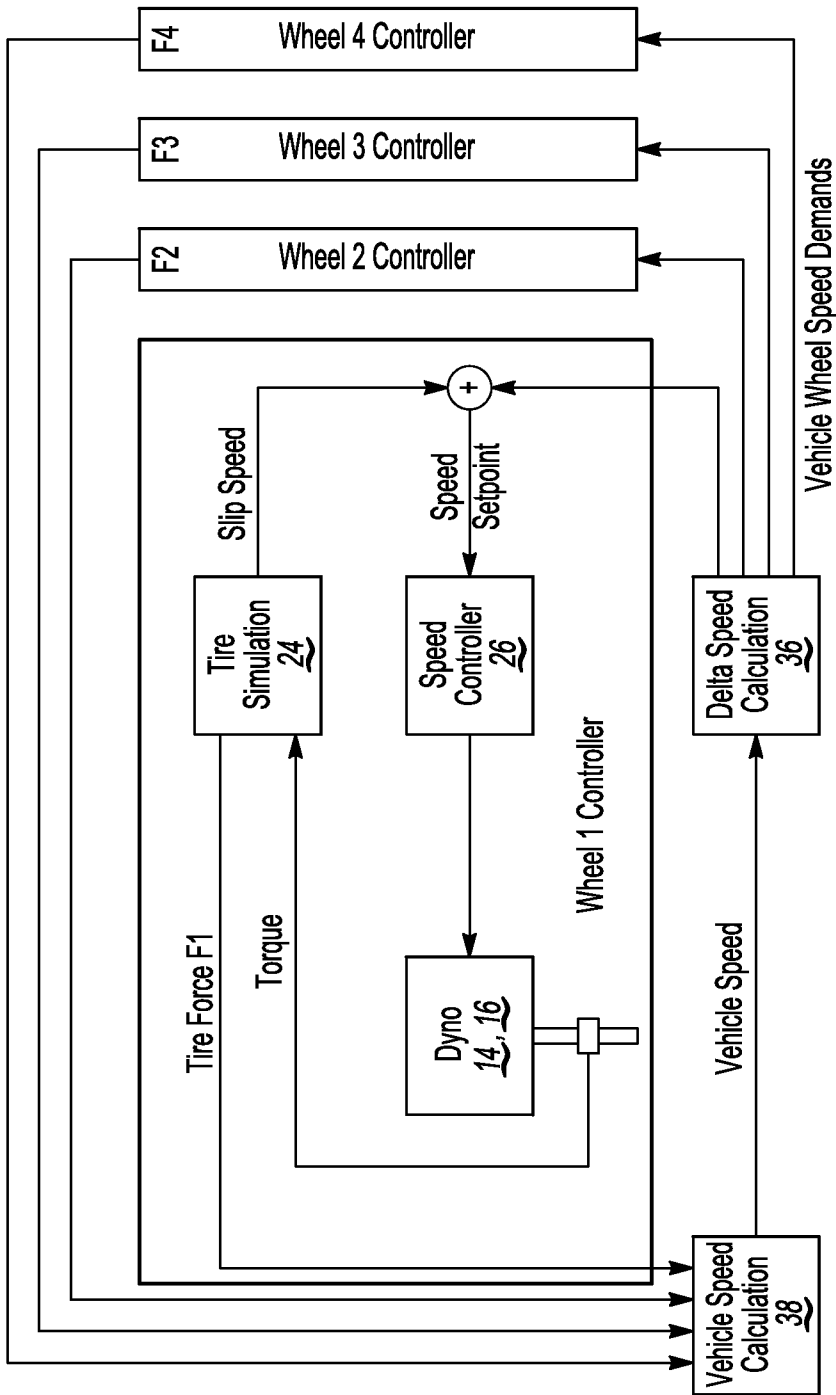 F4
Wheel 4 Controller
F3
Wheel 3 Controller
F2
Wheel 2 Controller
Tire Force F1
Torque
Tire
Simulation
24
Slip Speed
+
Speed
Setpoint
Speed
Controller
26
Dyno
14, 16
Wheel 1 Controller
Vehicle Speed
Calculation
38
Vehicle Speed
Delta Speed
Calculation
36
Vehicle Wheel Speed Demands